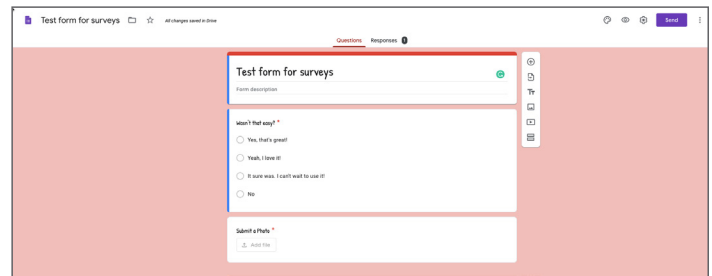 Test form for surveys All changes saved in Drive Send
Questions Responses 1
Test form for surveys
Form description
Wasn't that easy? *
Yes, that's great!
Yeah, I love it!
It sure was. I can't wait to use it!
No
Submit a Photo *
Add file
Tт